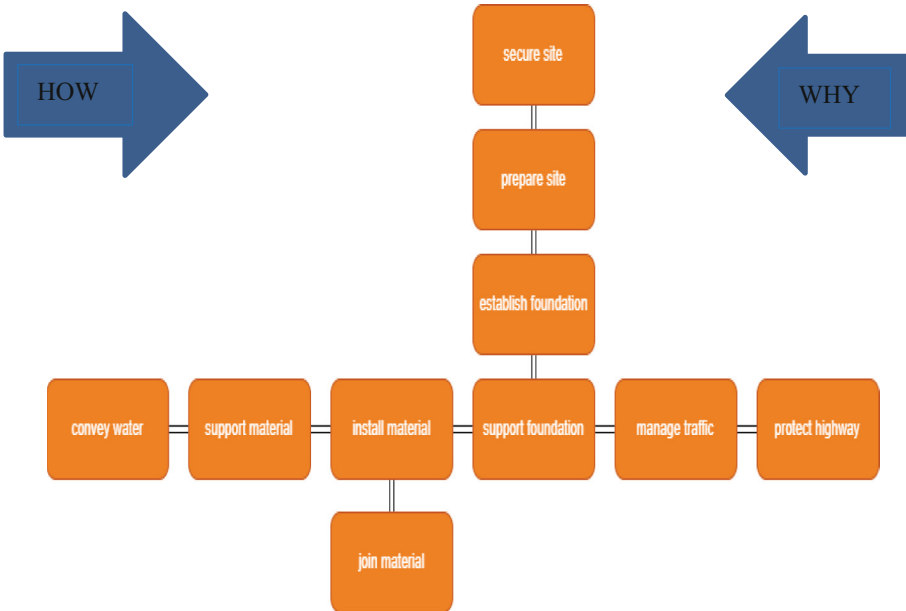 secure site
HOW
WHY
prepare site
establish foundation
convey water
support material
install material
support foundation
manage traffic
protect highway
join material